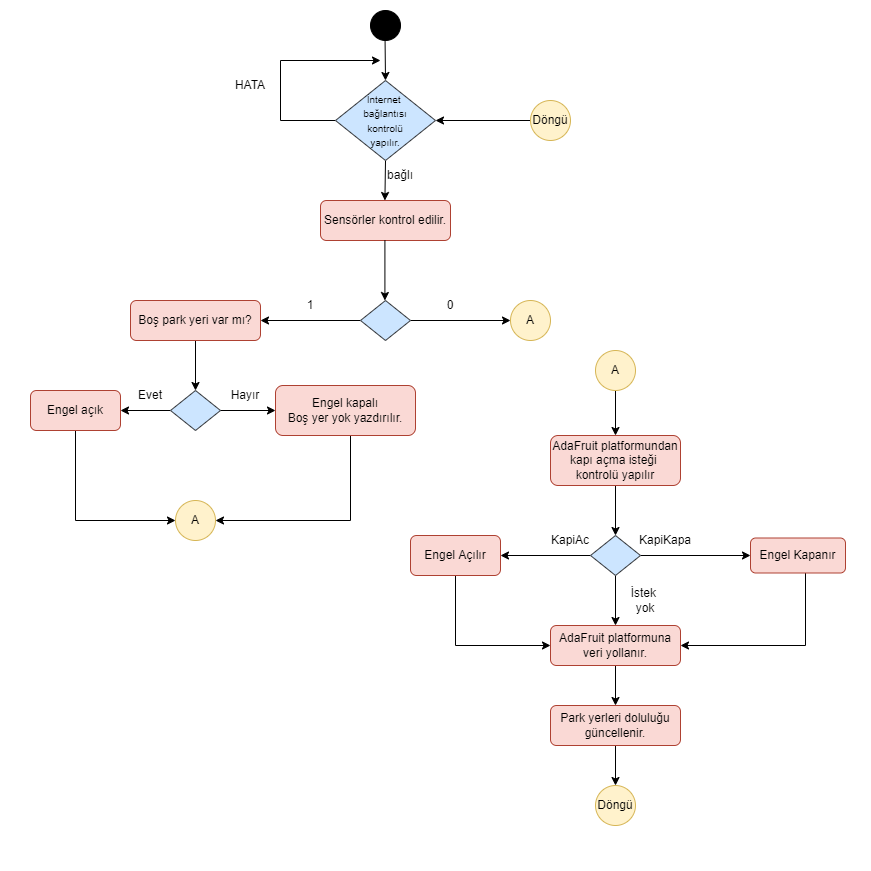 HATA
İnternet
bağlantısı
kontrolü
yapılır.
Döngü
bağlı
Sensörler kontrol edilir.
1
0
Boş park yeri var mı?
A
Evet
Hayır
Engel açık
Engel kapalı
Boş yer yok yazdırılır.
A
A
AdaFruit platformundan
kapı açma isteği
kontrolü yapılır
KapiAc
KapiKapa
Engel Açılır
Engel Kapanır
İstek
yok
AdaFruit platformuna
veri yollanır.
Park yerleri doluluğu
güncellenir.
Döngü